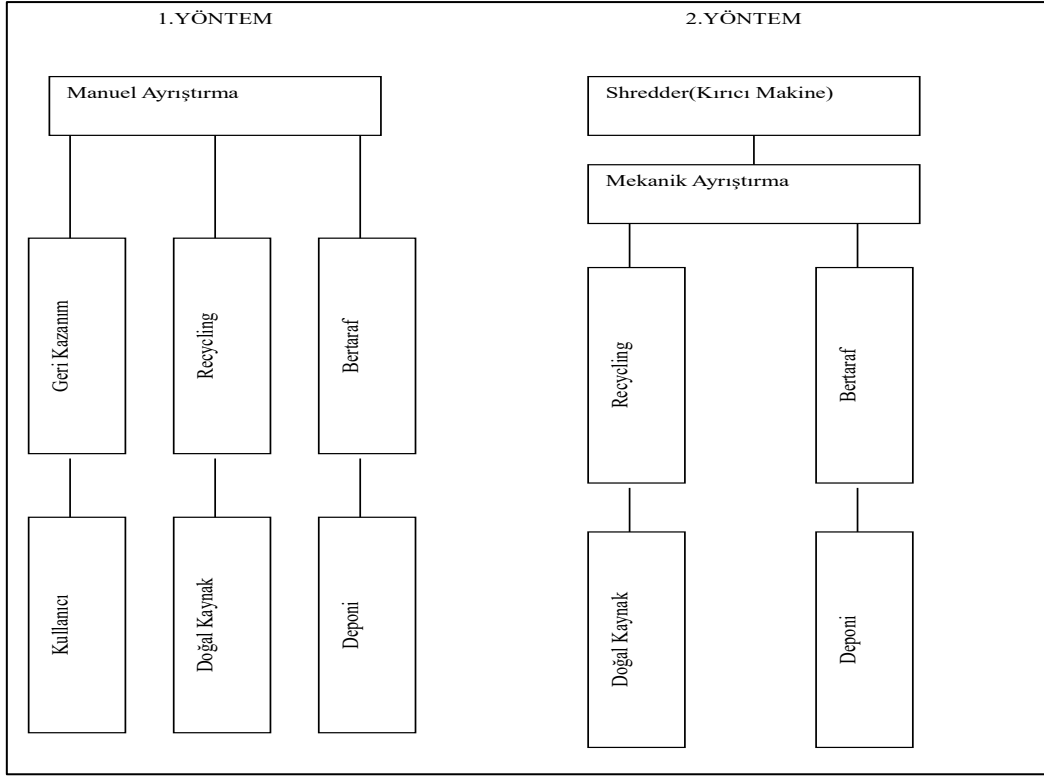 1.YÖNTEM
Manuel Ayrıştırma
Geri Kazanım
Recycling
Bertaraf
Kullanıcı
Doğal Kaynak
Deponi
2.YÖNTEM
Shredder(Kırıcı Makine)
Mekanik Ayrıştırma
Recycling
Bertaraf
Doğal Kaynak
Deponi